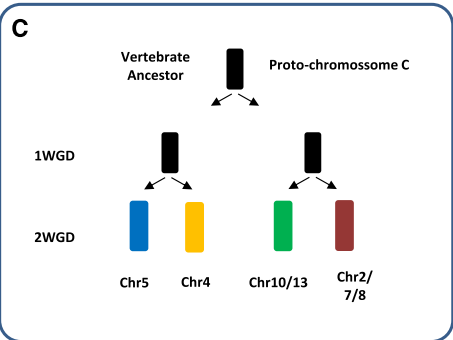 C
Vertebrate
Ancestor
Proto-chromossome C
1WGD
2WGD
Chr5
Chr4
Chr10/13
Chr2/
7/8